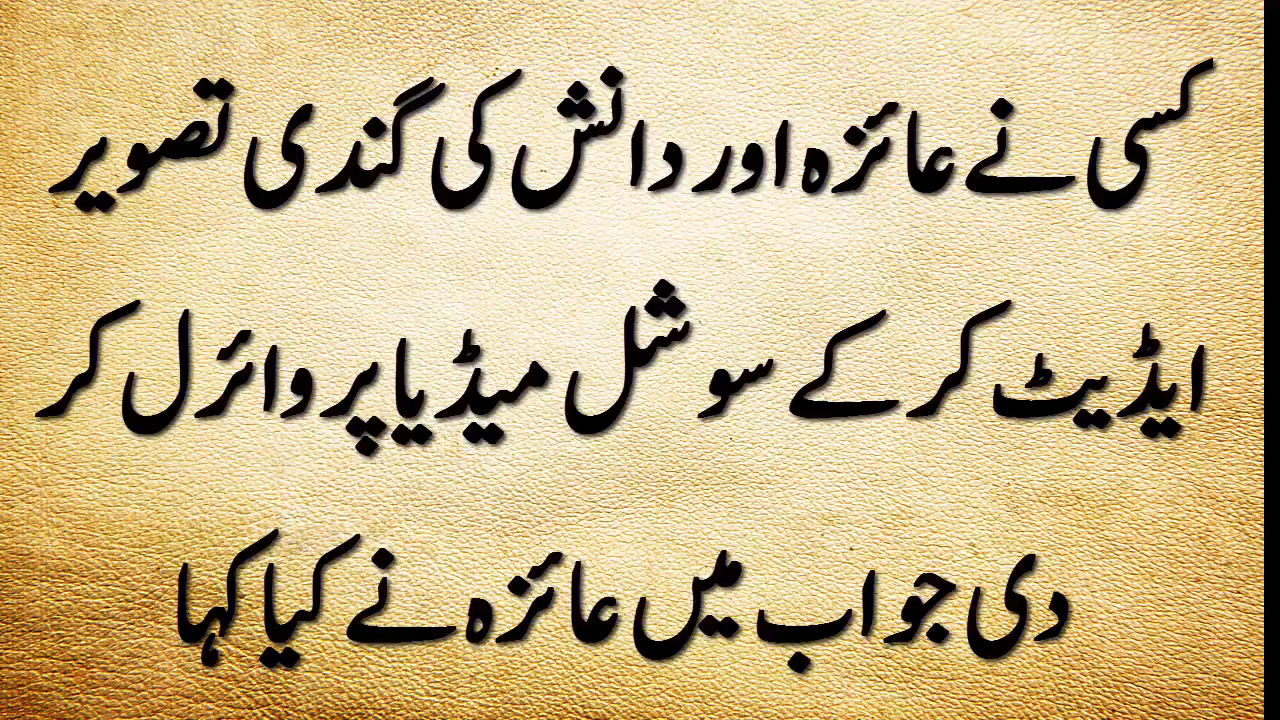 کسی نے عائزہ اور دانش کی گندی تصویر
ایڈیٹ کر کے سوشل میڈیا پر وائرل کر
دی جواب میں عائزہ نے کیا کہا